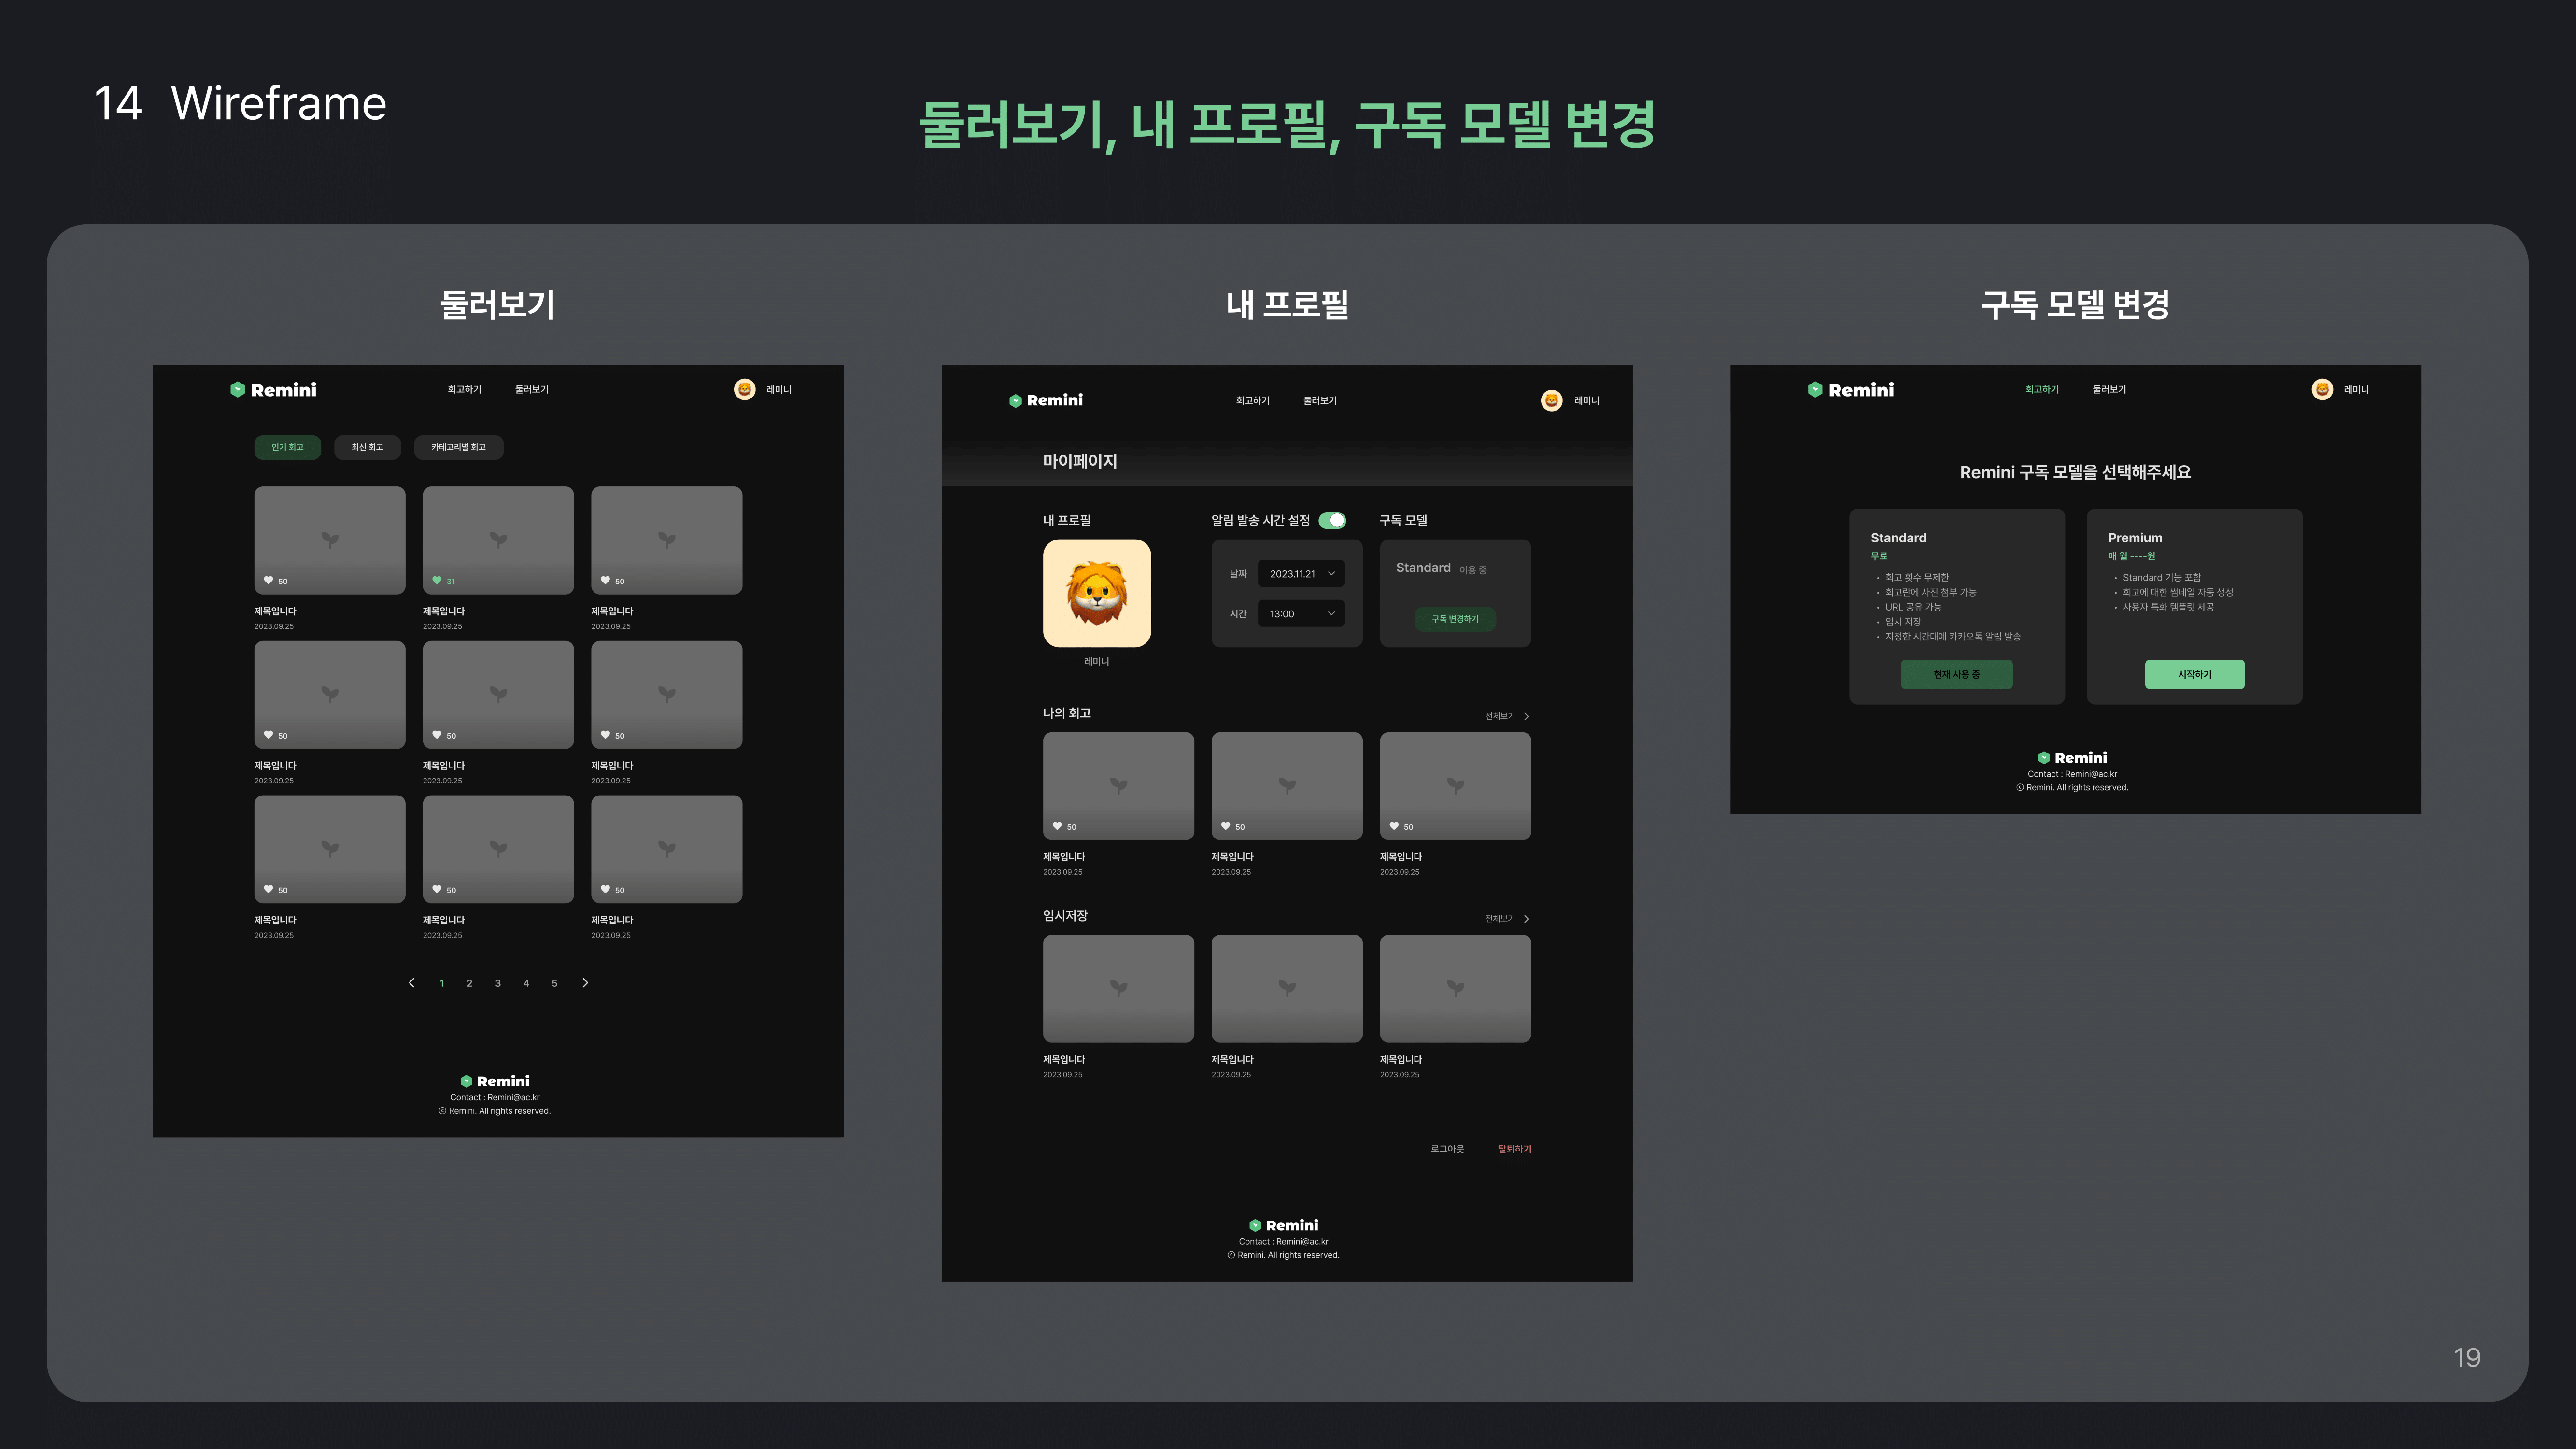 14 Wireframe
둘러보기, 내 프로필, 구독 모델 변경
둘러보기
Remini
회고하기 둘러보기
레미니
인기 회고 최신 회고 카테고리별 회고
50 31 50
제목입니다 제목입니다 제목입니다
2023.09.25 2023.09.25 2023.09.25
50 50 50
제목입니다 제목입니다 제목입니다
2023.09.25 2023.09.25 2023.09.25
50 50 50
제목입니다 제목입니다 제목입니다
2023.09.25 2023.09.25 2023.09.25
1 2 3 4 5
Remini
Contact : Remini@ac.kr
ⓒ Remini. All rights reserved.
내 프로필
Remini
회고하기 둘러보기
레미니
마이페이지
내 프로필
레미니
알림 발송 시간 설정
날짜 2023.11.21
시간 13:00
구독 모델
Standard 이용 중
구독 변경하기
나의 회고 전체보기
50 50 50
제목입니다 제목입니다 제목입니다
2023.09.25 2023.09.25 2023.09.25
임시저장 전체보기
제목입니다 제목입니다 제목입니다
2023.09.25 2023.09.25 2023.09.25
로그아웃 탈퇴하기
Remini
Contact : Remini@ac.kr
ⓒ Remini. All rights reserved.
구독 모델 변경
Remini
회고하기 둘러보기
레미니
Remini 구독 모델을 선택해주세요
Standard
무료
• 회고 횟수 무제한
• 회고란에 사진 첨부 가능
• URL 공유 가능
• 임시 저장
• 지정한 시간대에 카카오톡 알림 발송
현재 사용 중
Premium
매 월 ----원
• Standard 기능 포함
• 회고에 대한 썸네일 자동 생성
• 사용자 특화 템플릿 제공
시작하기
Remini
Contact : Remini@ac.kr
ⓒ Remini. All rights reserved.
19